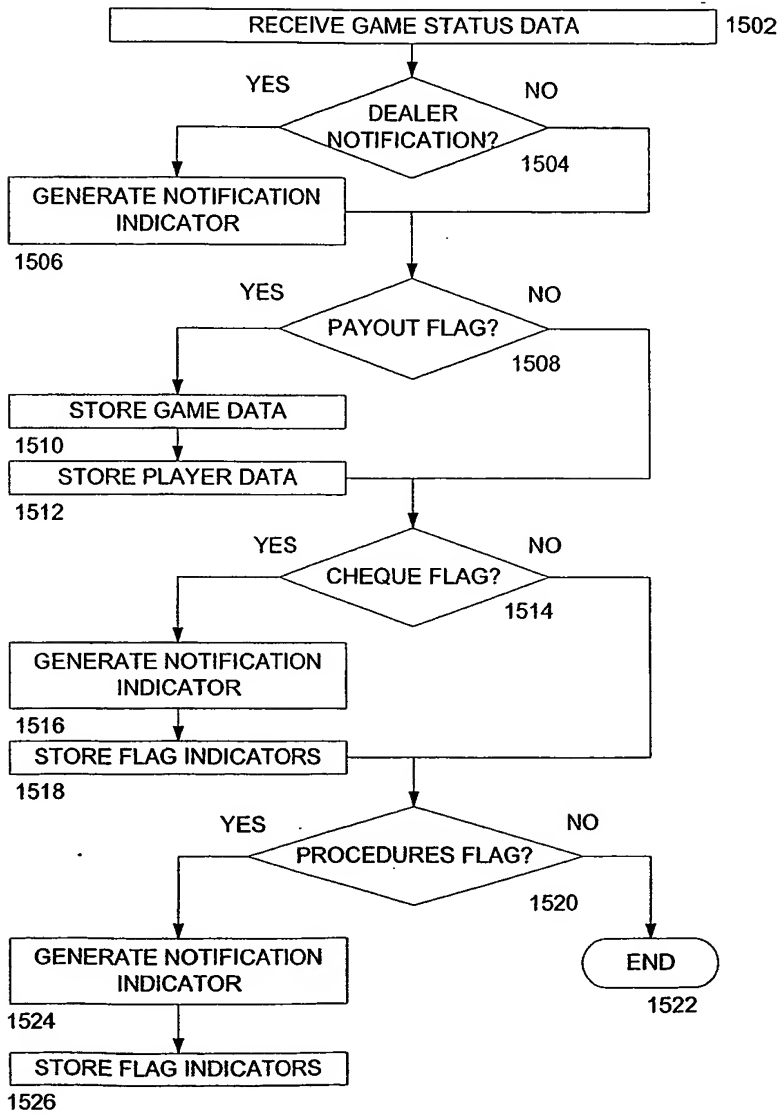 RECEIVE GAME STATUS DATA
1502
YES
NO
DEALER
NOTIFICATION?
1504
GENERATE NOTIFICATION
INDICATOR
1506
YES
NO
PAYOUT FLAG?
1508
STORE GAME DATA
1510
STORE PLAYER DATA
1512
YES
NO
CHEQUE FLAG?
1514
GENERATE NOTIFICATION
INDICATOR
1516
STORE FLAG INDICATORS
1518
YES
NO
PROCEDURES FLAG?
1520
GENERATE NOTIFICATION
INDICATOR
1524
END
1522
STORE FLAG INDICATORS
1526